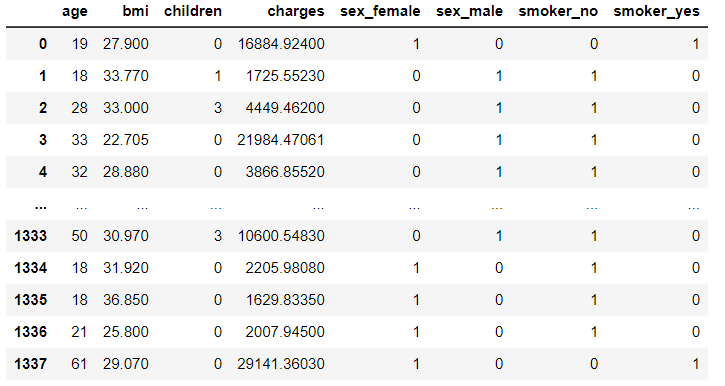 age bmi children charges sex_female sex_male smoker_no smoker_yes
0 19 27.900 0 16884.92400 1 0 0 1
1 18 33.770 1 1725.55230 0 1 1 0
2 28 33.000 3 4449.46200 0 1 1 0
3 33 22.705 0 21984.47061 0 1 1 0
4 32 28.880 0 3866.85520 0 1 1 0
... ... ... ... ... ... ... ... ...
1333 50 30.970 3 10600.54830 0 1 1 0
1334 18 31.920 0 2205.98080 1 0 1 0
1335 18 36.850 0 1629.83350 1 0 1 0
1336 21 25.800 0 2007.94500 1 0 1 0
1337 61 29.070 0 29141.36030 1 0 0 1